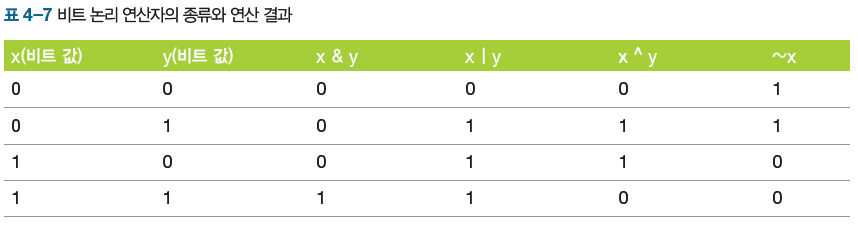 표 4-7 비트 논리 연산자의 종류와 연산 결과
x(비트 값) y(비트 값) x & y x | y x ^ y ~x
0 0 0 0 0 1
0 1 0 1 1 1
1 0 0 1 1 0
1 1 1 1 0 0